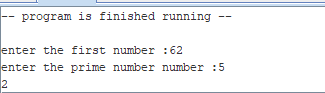 -- program is finished running --
enter the first number :62
enter the prime number number :5
2